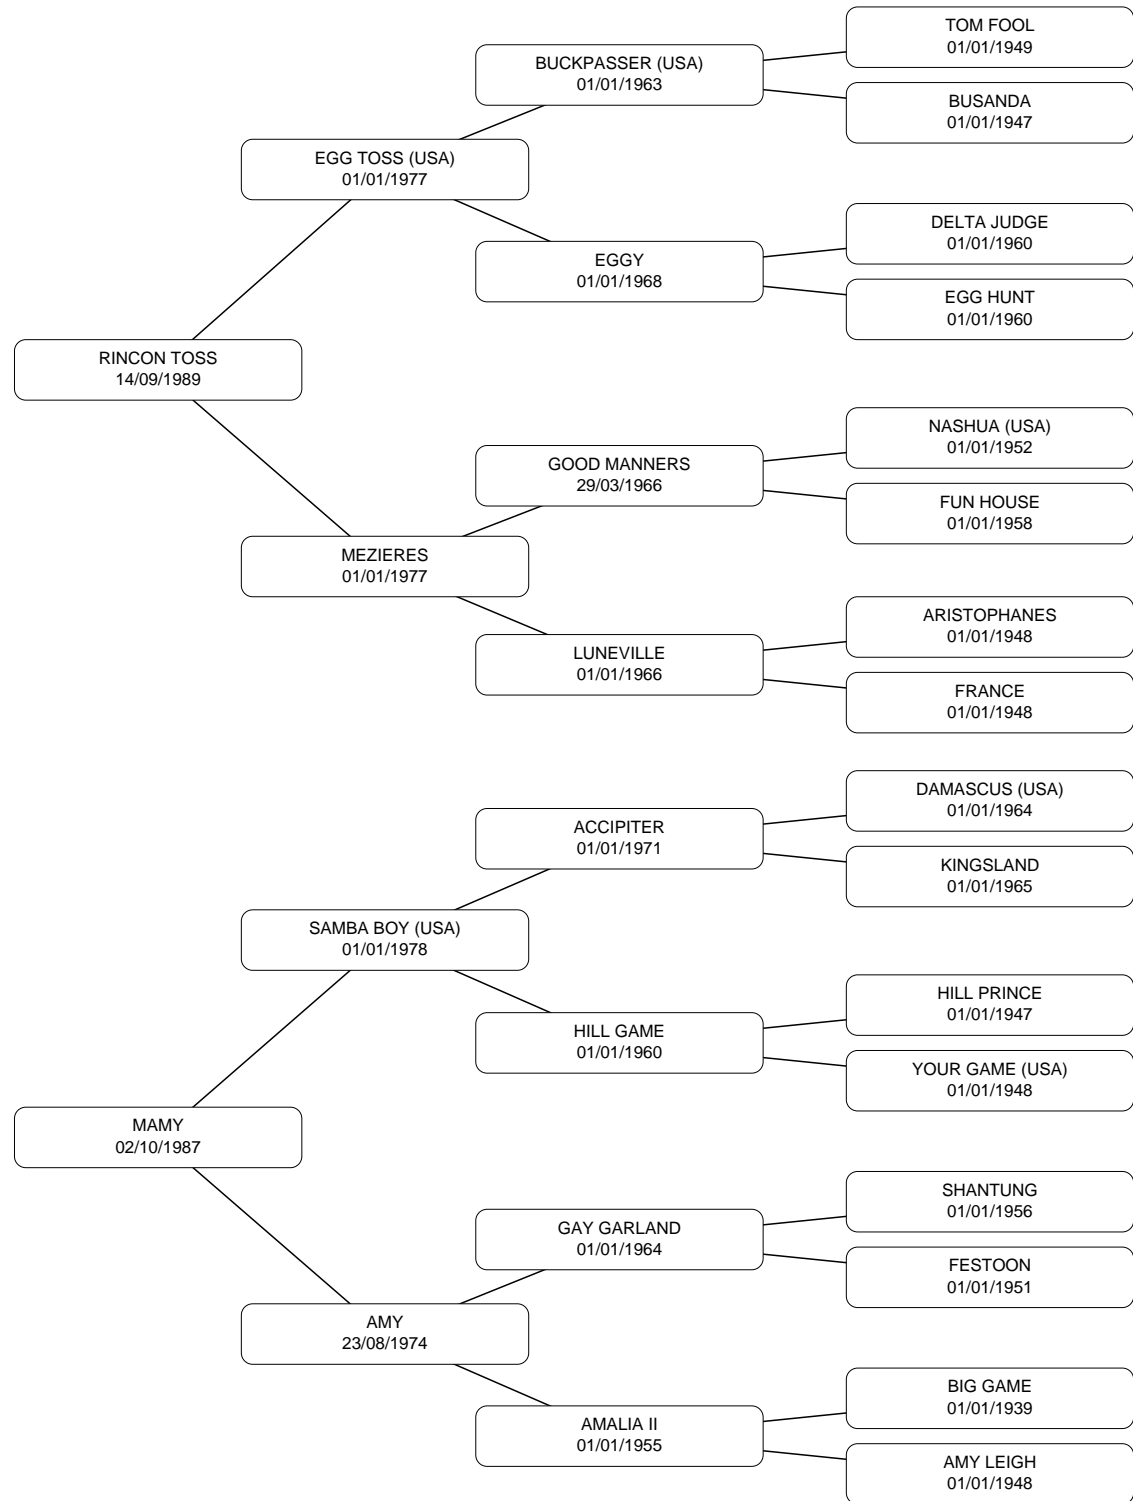 TOM FOOL
01/01/1949
BUCKPASSER (USA)
01/01/1963
BUSANDA
01/01/1947
EGG TOSS (USA)
01/01/1977
DELTA JUDGE
01/01/1960
EGGY
01/01/1968
EGG HUNT
01/01/1960
RINCON TOSS
14/09/1989
NASHUA (USA)
01/01/1952
GOOD MANNERS
29/03/1966
FUN HOUSE
01/01/1958
MEZIERES
01/01/1977
ARISTOPHANES
01/01/1948
LUNEVILLE
01/01/1966
FRANCE
01/01/1948
DAMASCUS (USA)
01/01/1964
ACCIPITER
01/01/1971
KINGSLAND
01/01/1965
SAMBA BOY (USA)
01/01/1978
HILL PRINCE
01/01/1947
HILL GAME
01/01/1960
YOUR GAME (USA)
01/01/1948
MAMY
02/10/1987
SHANTUNG
01/01/1956
GAY GARLAND
01/01/1964
FESTOON
01/01/1951
AMY
23/08/1974
BIG GAME
01/01/1939
AMALIA II
01/01/1955
AMY LEIGH
01/01/1948